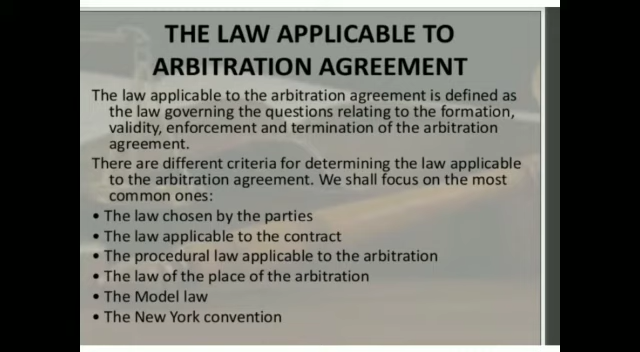 THE LAW APPLICABLE TO
ARBITRATION AGREEMENT
The law applicable to the arbitration agreement is defined as
the law governing the questions relating to the formation,
validity, enforcement and termination of the arbitration
agreement.
There are different criteria for determining the law applicable
to the arbitration agreement. We shall focus on the most
common ones:
• The law chosen by the parties
• The law applicable to the contract
• The procedural law applicable to the arbitration
• The law of the place of the arbitration
• The Model law
• The New York convention